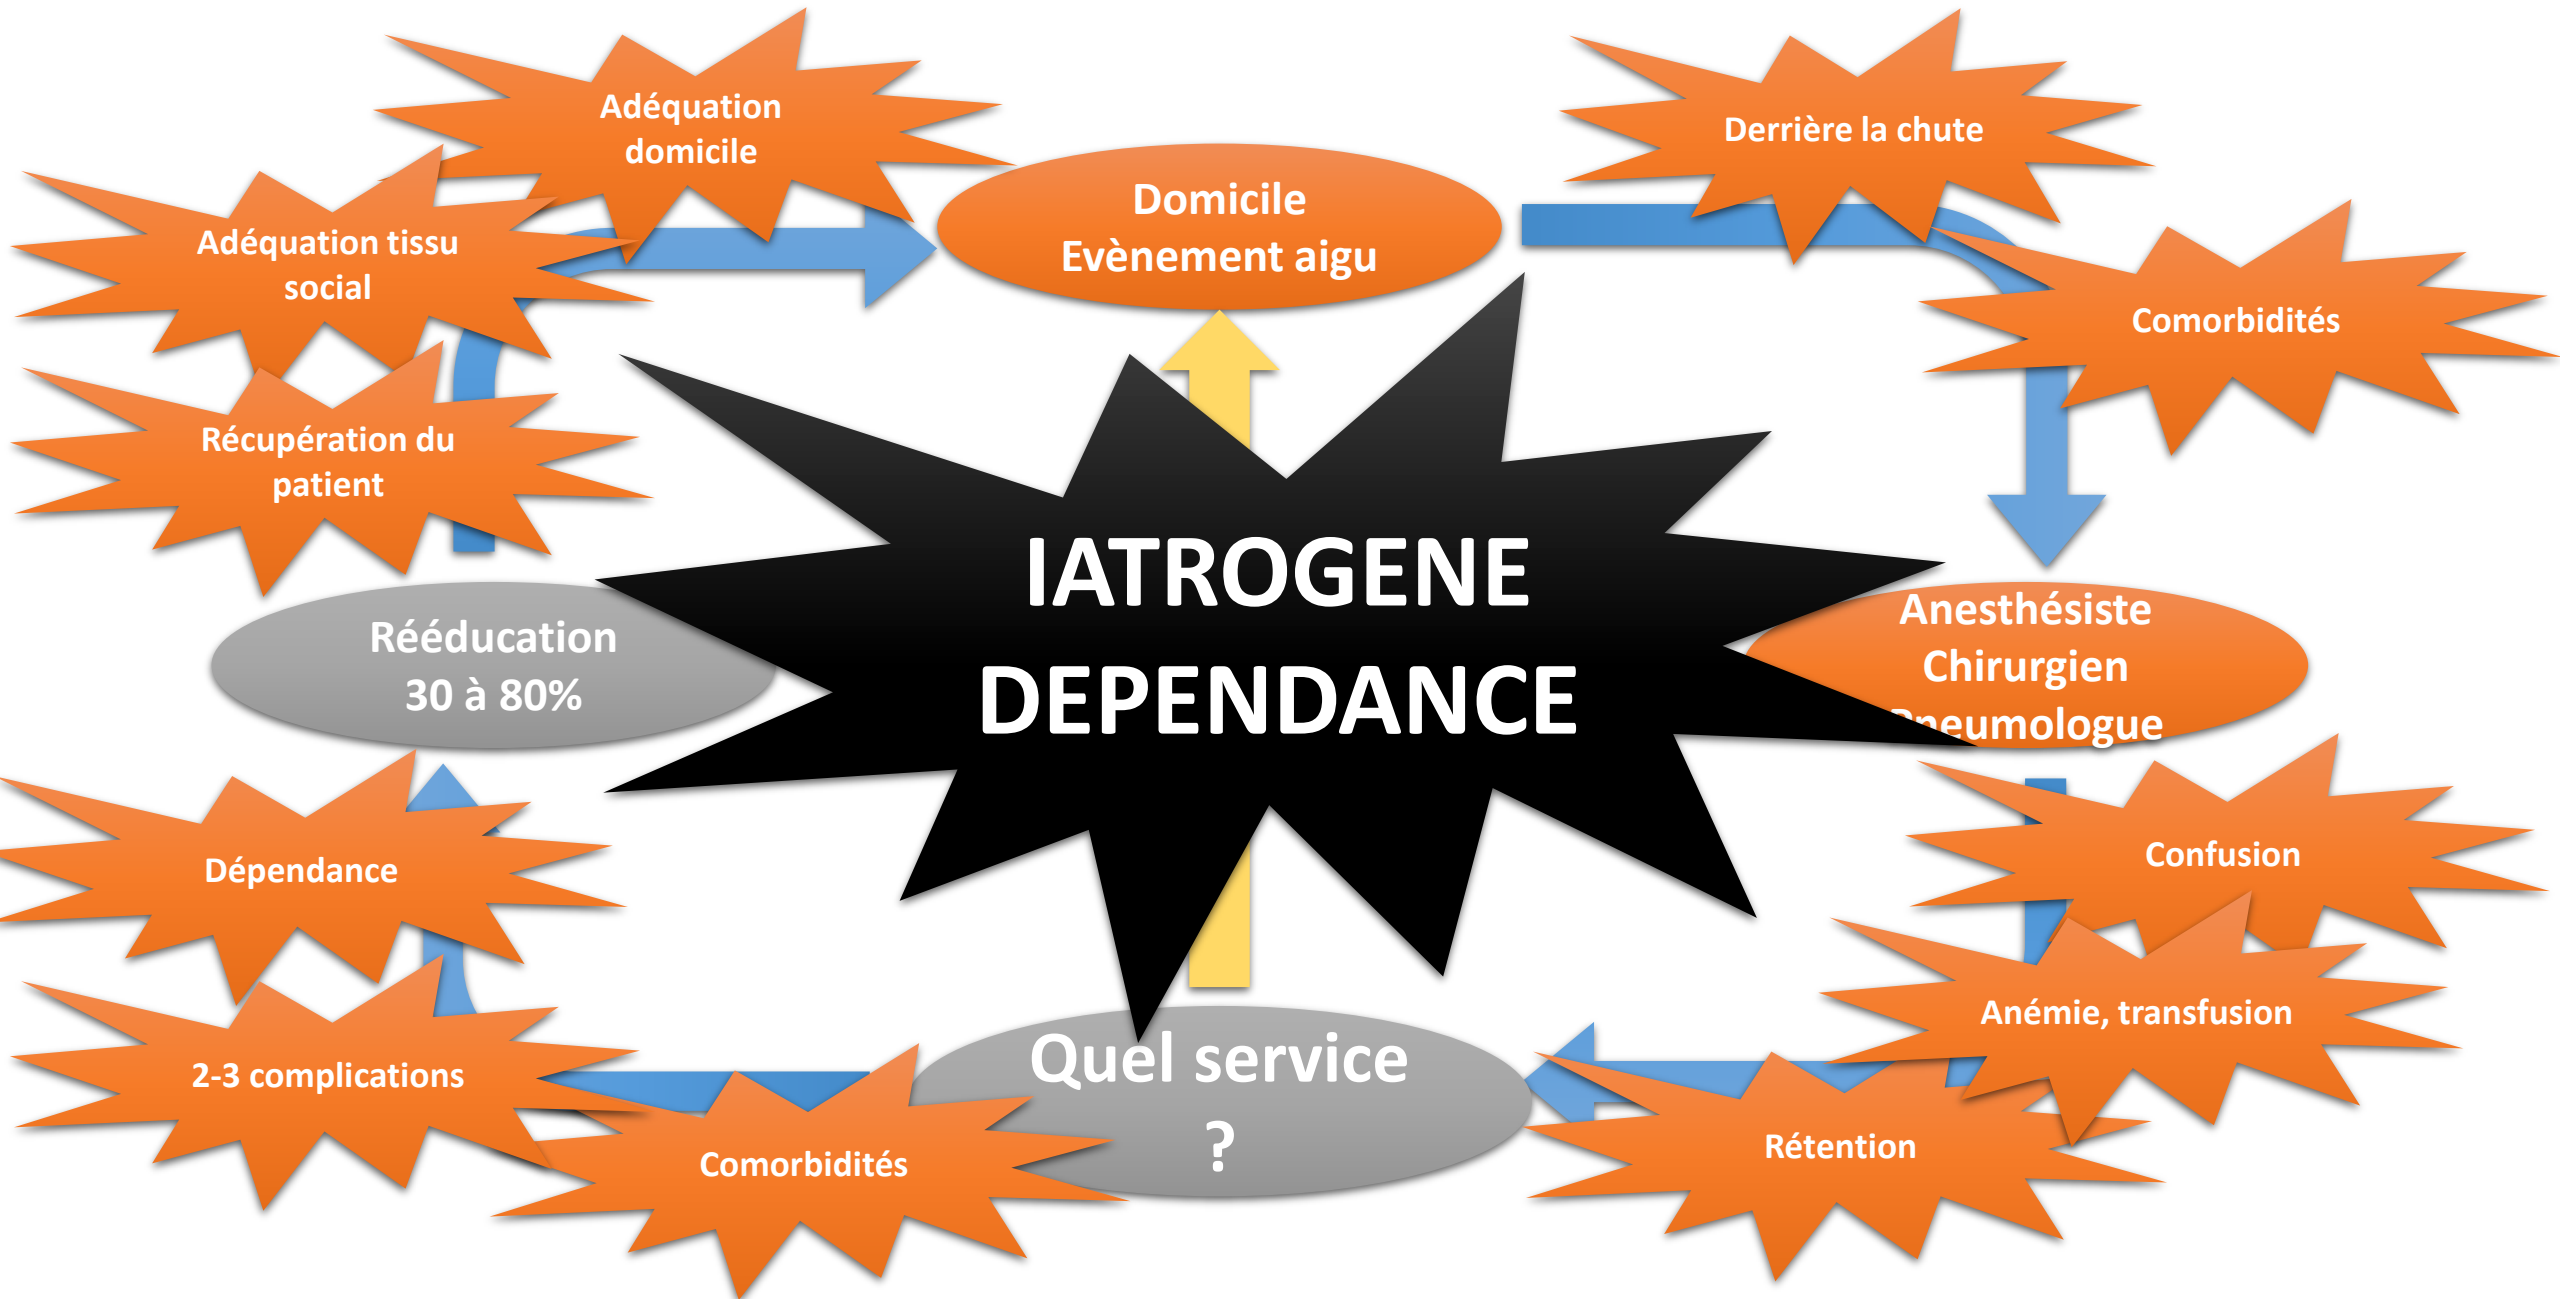 Adéquation
domicile
Derrière la chute
Domicile
Evènement aigu
Adéquation tissu
social
Comorbidités
Récupération du
patient
IATROGENE
DEPENDANCE
Rééducation
30 à 80%
Anesthésiste
Chirurgien
Pneumologue
Dépendance
Confusion
Anémie, transfusion
Quel service
?
2-3 complications
Comorbidités
Rétention